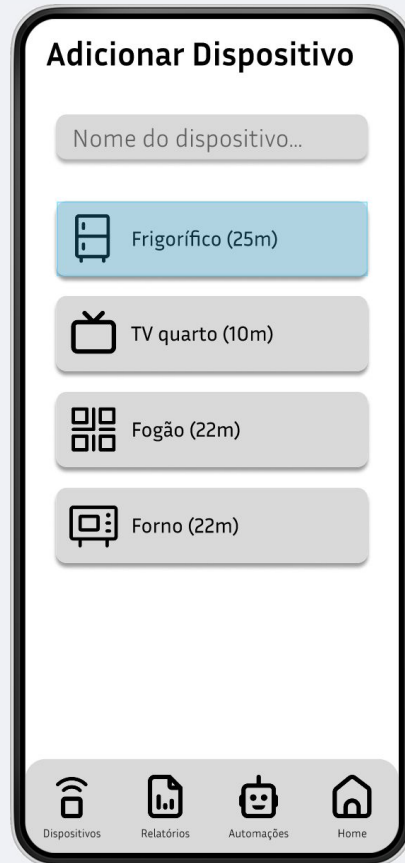 Adicionar Dispositivo
Nome do dispositivo...
Frigorífico (25m)
TV quarto (10m)
Fogão (22m)
Forno (22m)
Dispositivos
Relatórios
Automações
Home